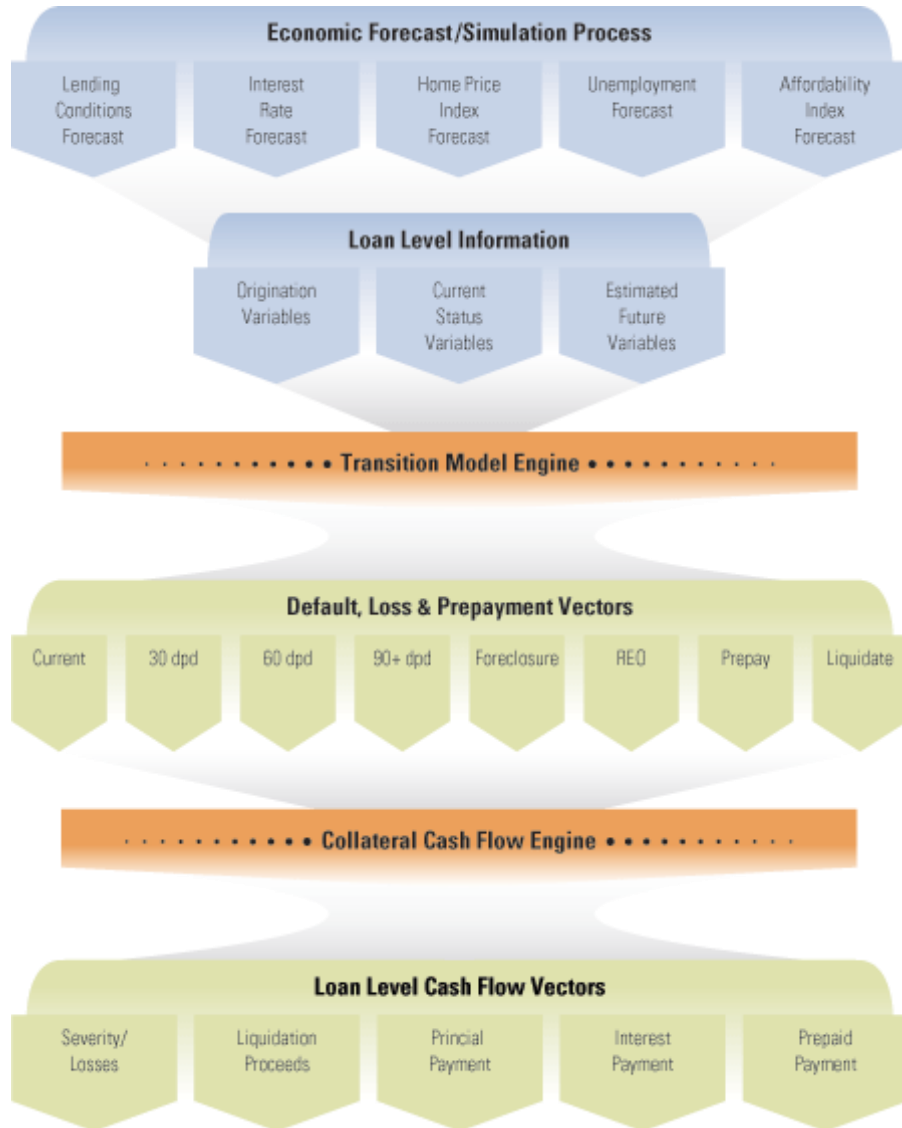 Economic Forecast/Simulation Process
Lending
Conditions
Forecast
Interest
Rate
Forecast
Home Price
Index
Forecast
Unemployment
Forecast
Affordability
Index
Forecast
Loan Level Information
Origination
Variables
Current
Status
Variables
Estimated
Future
Variables
Transition Model Engine
Default, Loss & Prepayment Vectors
Current
30 dpd
60 dpd
90+ dpd
Foreclosure
REO
Prepay
Liquidate
Collateral Cash Flow Engine
Loan Level Cash Flow Vectors
Severity/
Losses
Liquidation
Proceeds
Princial
Payment
Interest
Payment
Prepaid
Payment